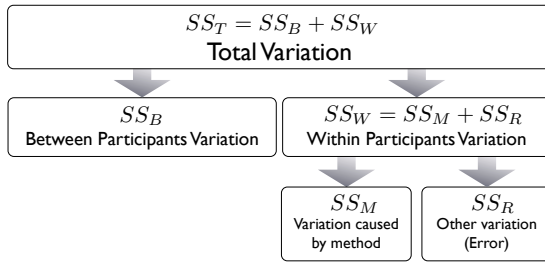 SS_T = SS_B + SS_W
Total Variation
SS_B
Between Participants Variation
SS_W = SS_M + SS_R
Within Participants Variation
SS_M
Variation caused
by method
SS_R
Other variation
(Error)